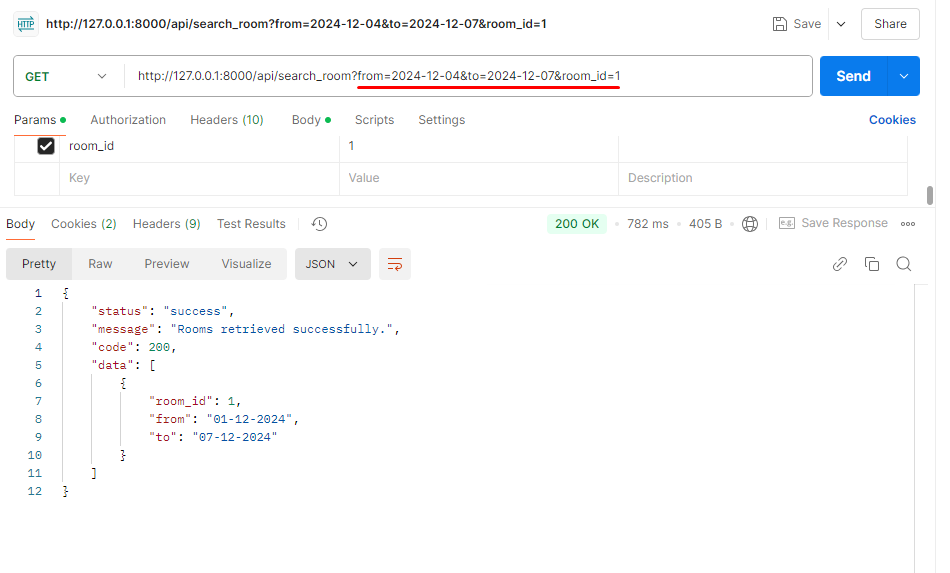 HTTP http://127.0.0.1:8000/api/search_room?from=2024-12-04&to=2024-12-07&room_id=1 Save Share
GET http://127.0.0.1:8000/api/search_room?from=2024-12-04&to=2024-12-07&room_id=1 Send
Params Authorization Headers (10) Body Scripts Settings Cookies
room_id 1
Key Value Description
Body Cookies (2) Headers (9) Test Results 200 OK 782 ms 405 B e.g. Save Response
Pretty Raw Preview Visualize JSON
1 {
2 "status": "success",
3 "message": "Rooms retrieved successfully.",
4 "code": 200,
5 "data": [
6 {
7 "room_id": 1,
8 "from": "01-12-2024",
9 "to": "07-12-2024"
10 }
11 ]
12 }